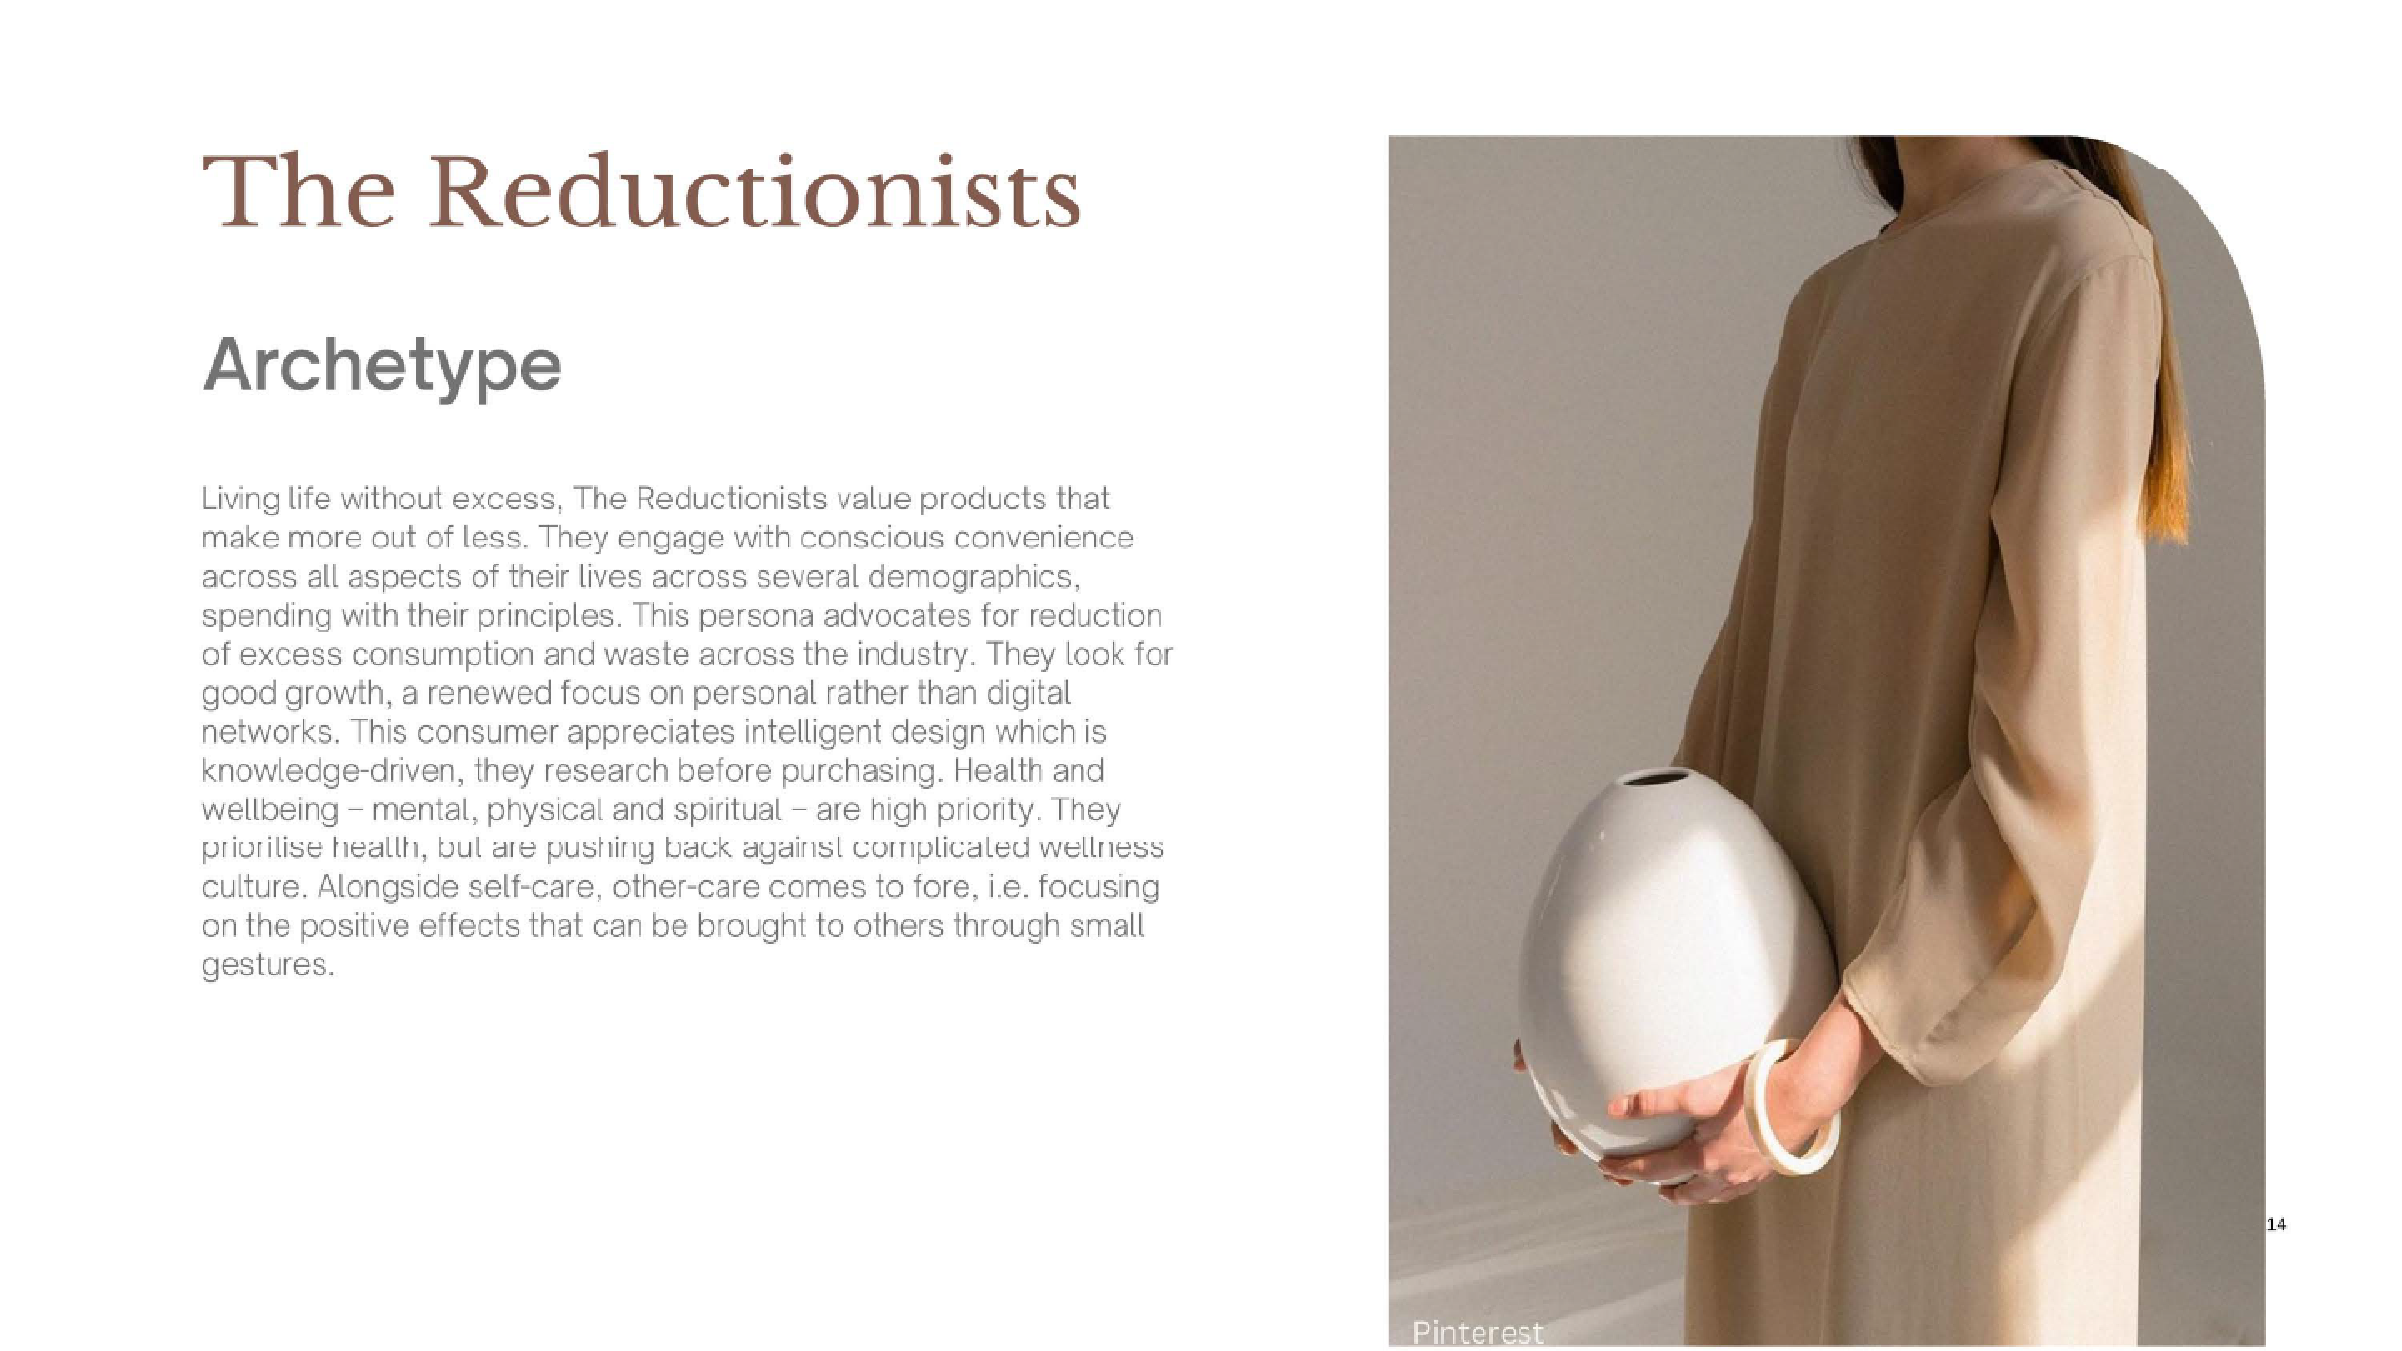 The Reductionists
Archetype
Living life without excess, The Reductionists value products that
make more out of less. They engage with conscious convenience
across all aspects of their lives across several demographics,
spending with their principles. This persona advocates for reduction
of excess consumption and waste across the industry. They look for
good growth, a renewed focus on personal rather than digital
networks. This consumer appreciates intelligent design which is
knowledge-driven, they research before purchasing. Health and
wellbeing – mental, physical and spiritual – are high priority. They
prioritise health, but are pushing back against complicated wellness
culture. Alongside self-care, other-care comes to fore, i.e. focusing
on the positive effects that can be brought to others through small
gestures.
14
Pinterest